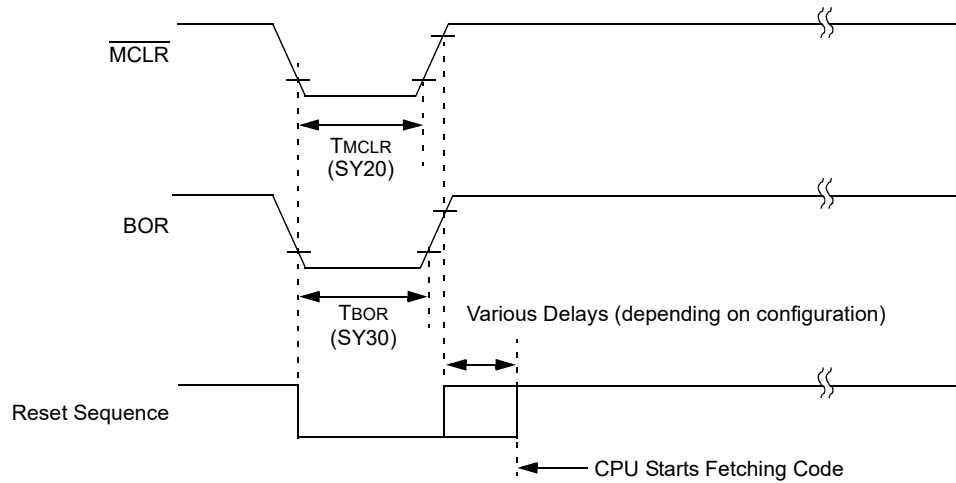 MCLR
TMCLR
(SY20)
BOR
TBOR
(SY30)
Various Delays (depending on configuration)
Reset Sequence
CPU Starts Fetching Code